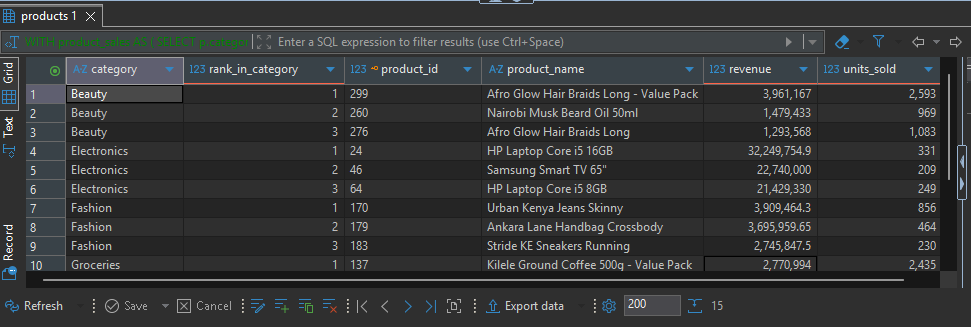 products 1
WITH product_sales AS ( SELECT p.categor
Enter a SQL expression to filter results (use Ctrl+Space)
Grid
Text
Record
A-Z category 123 rank_in_category 123 product_id A-Z product_name 123 revenue 123 units_sold
1 Beauty 1 299 Afro Glow Hair Braids Long - Value Pack 3,961,167 2,593
2 Beauty 2 260 Nairobi Musk Beard Oil 50ml 1,479,433 969
3 Beauty 3 276 Afro Glow Hair Braids Long 1,293,568 1,083
4 Electronics 1 24 HP Laptop Core i5 16GB 32,249,754.9 331
5 Electronics 2 46 Samsung Smart TV 65" 22,740,000 209
6 Electronics 3 64 HP Laptop Core i5 8GB 21,429,330 249
7 Fashion 1 170 Urban Kenya Jeans Skinny 3,909,464.3 856
8 Fashion 2 179 Ankara Lane Handbag Crossbody 3,695,959.65 464
9 Fashion 3 183 Stride KE Sneakers Running 2,745,847.5 230
10 Groceries 1 137 Kilele Ground Coffee 500g - Value Pack 2,770,994 2,435
Refresh Save Cancel Export data 200 15